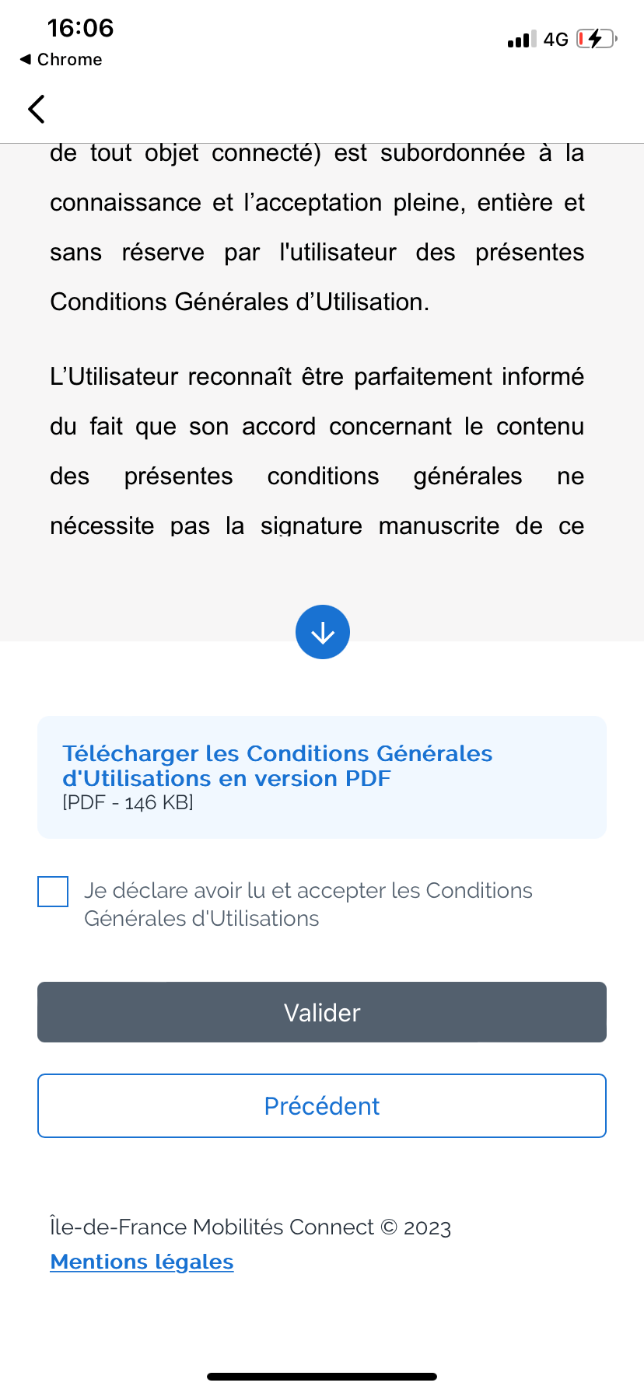 16:06
4G
◀ Chrome
de tout objet connecté) est subordonnée à la
connaissance et l’acceptation pleine, entière et
sans réserve par l'utilisateur des présentes
Conditions Générales d’Utilisation.
L’Utilisateur reconnaît être parfaitement informé
du fait que son accord concernant le contenu
des présentes conditions générales ne
nécessite pas la signature manuscrite de ce
Télécharger les Conditions Générales
d'Utilisations en version PDF
[PDF - 146 KB]
Je déclare avoir lu et accepter les Conditions
Générales d'Utilisations
Valider
Précédent
Île-de-France Mobilités Connect © 2023
Mentions légales